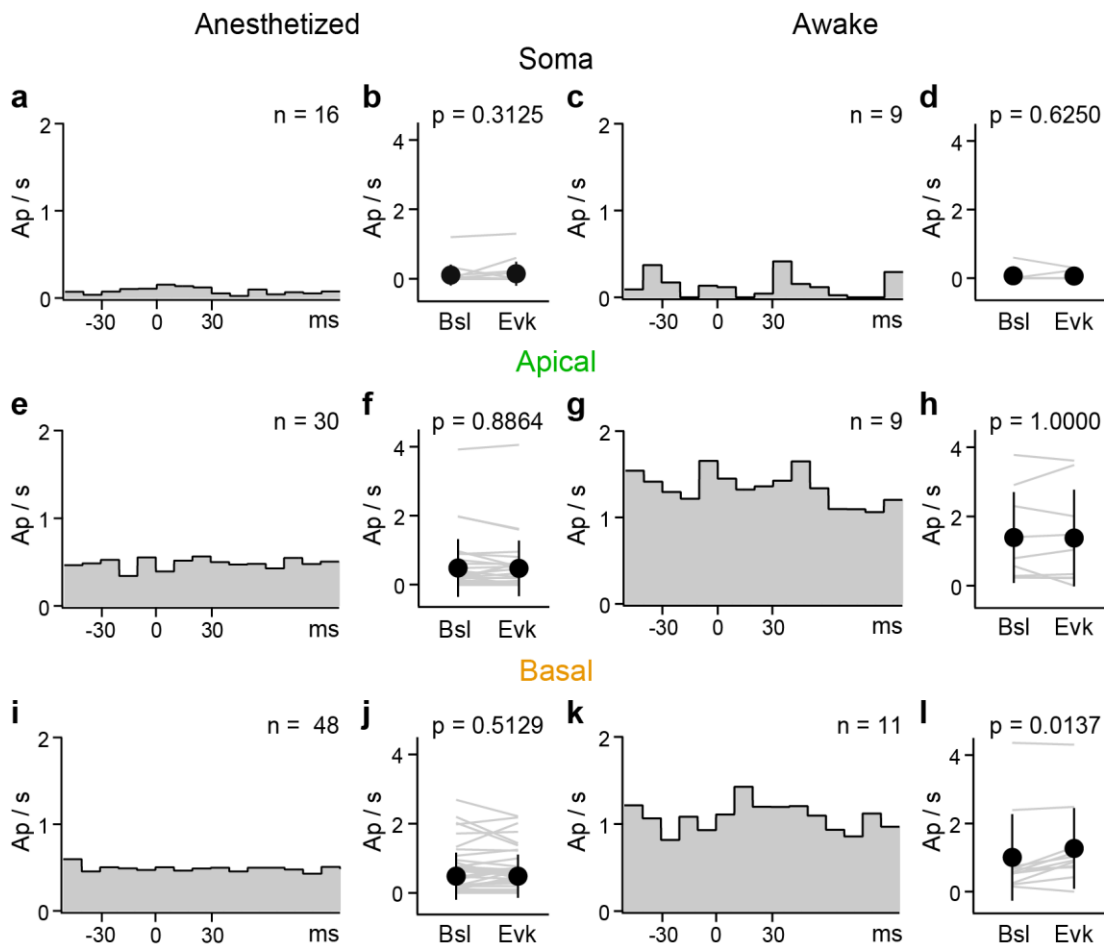 Anesthetized Awake
Soma
a n = 16 b p = 0.3125 c n = 9 d p = 0.6250
2 4 2 4
Ap / s Ap / s Ap / s Ap / s
1 2 1 2
0 0 0 0
-30 0 30 ms Bsl Evk -30 0 30 ms Bsl Evk
Apical
e n = 30 f p = 0.8864 g n = 9 h p = 1.0000
2 4 2 4
Ap / s Ap / s Ap / s Ap / s
1 2 1 2
0 0 0 0
-30 0 30 ms Bsl Evk -30 0 30 ms Bsl Evk
Basal
i n = 48 j p = 0.5129 k n = 11 l p = 0.0137
2 4 2 4
Ap / s Ap / s Ap / s Ap / s
1 2 1 2
0 0 0 0
-30 0 30 ms Bsl Evk -30 0 30 ms Bsl Evk